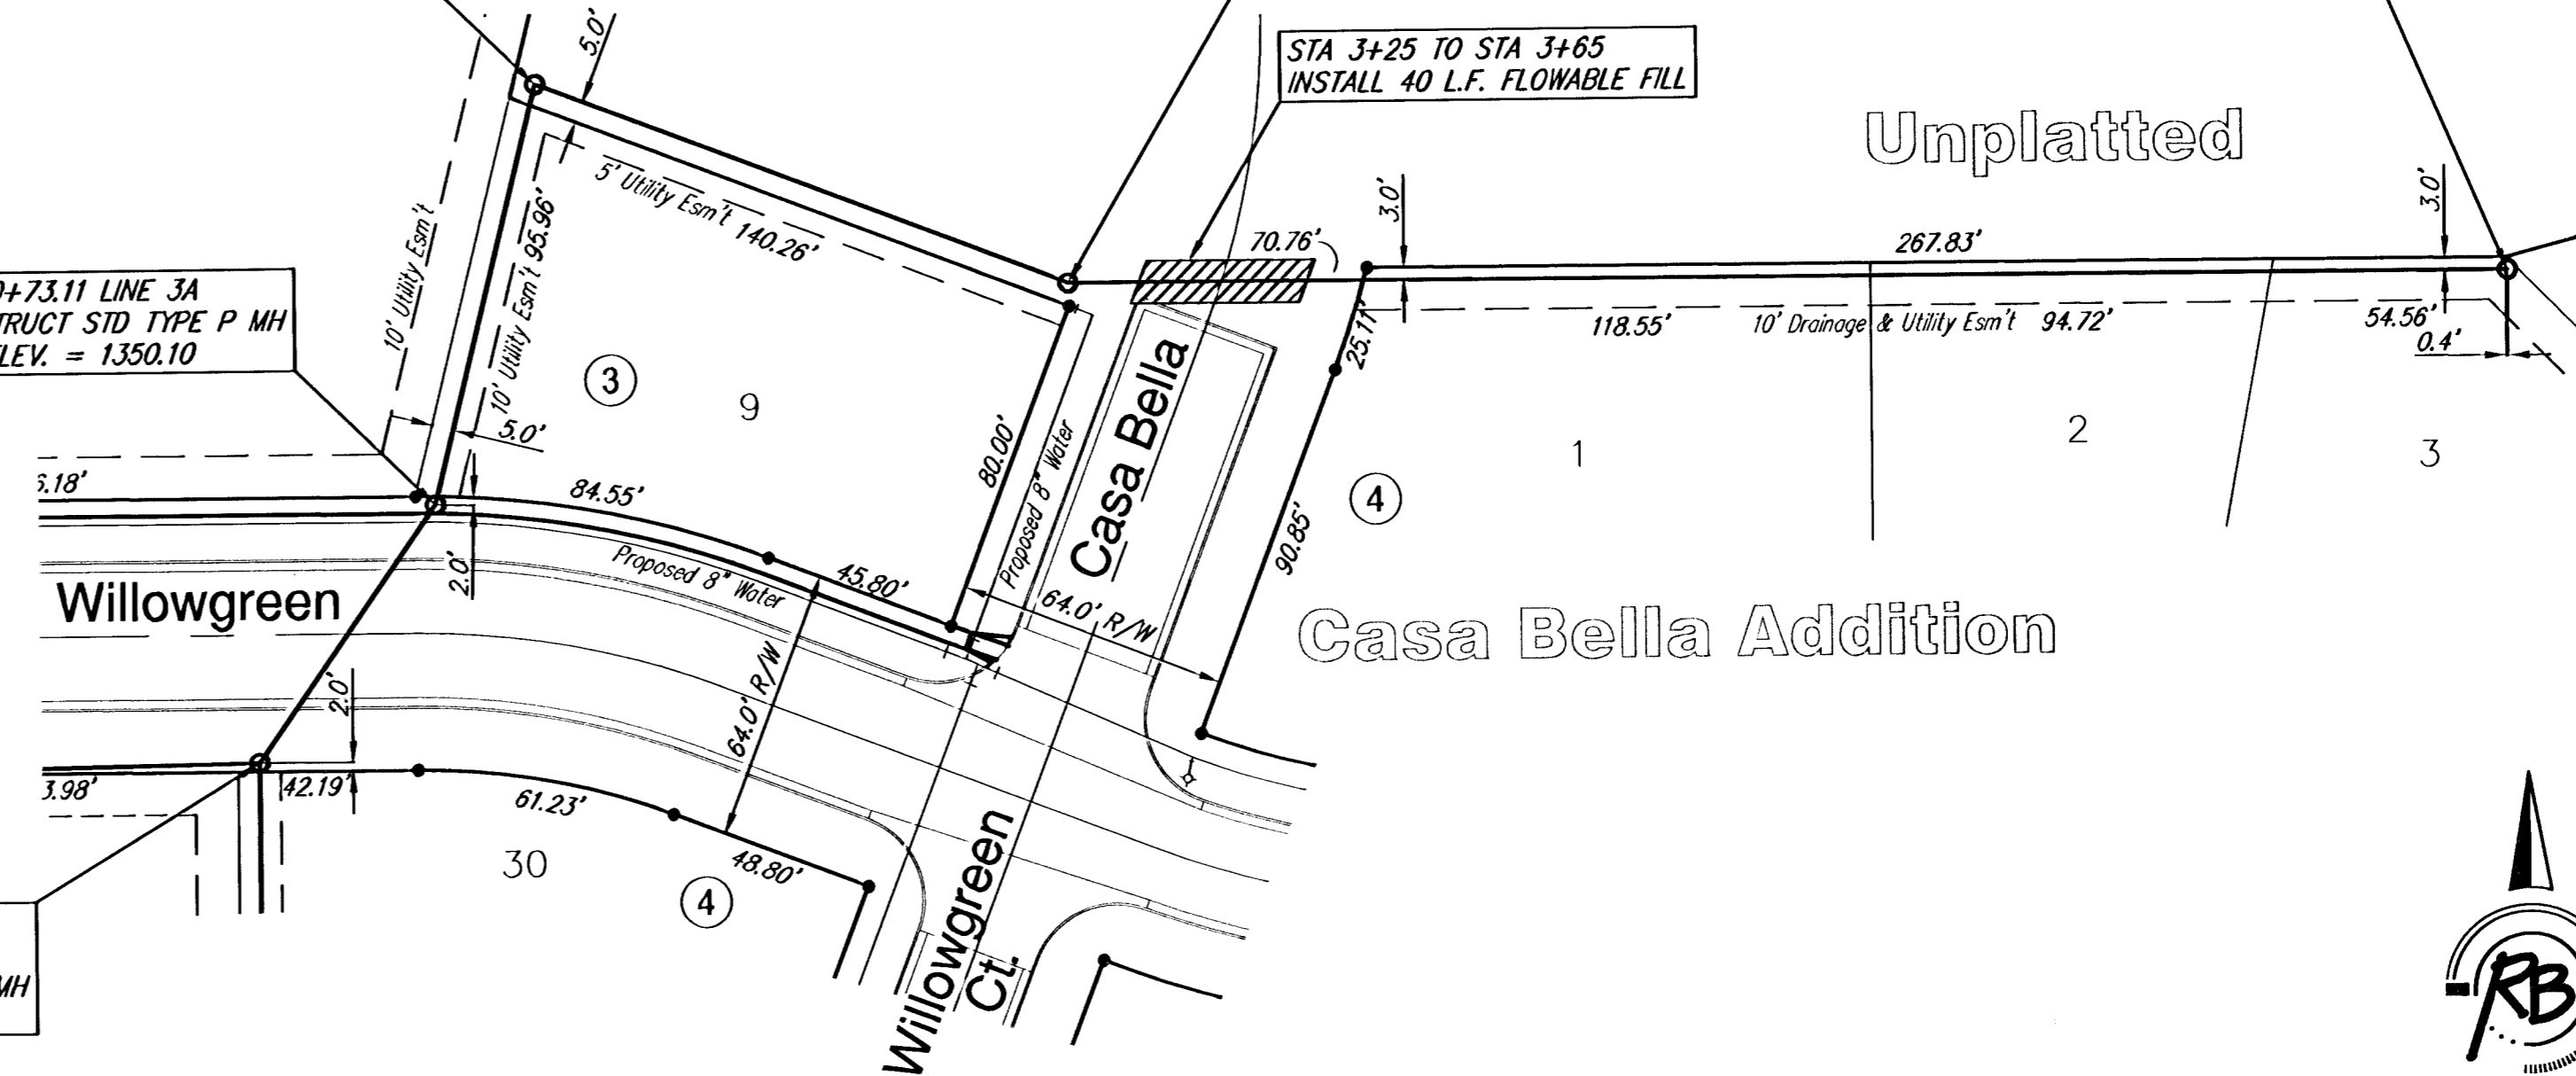 5.0'
STA 3+25 TO STA 3+65
INSTALL 40 L.F. FLOWABLE FILL
Unplatted
10' Utility Esm't
5' Utility Esm't 140.26'
10' Utility Esm't 95.96'
70.76'
3.0'
267.83'
3.0'
0+73.11 LINE 3A
TRUCT STD TYPE P MH
LEV. = 1350.10
25.11'
118.55'
10' Drainage & Utility Esm't 94.72'
54.56'
0.4'
3
9
5.0'
80.00'
Proposed 8" Water
Casa Bella
1
2
3
4
90.85'
6.18'
84.55'
2.0'
Proposed 8" Water
45.80'
64.0' R/W
Willowgreen
Casa Bella Addition
64.0' R/W
2.0'
3.98'
42.19'
61.23'
48.80'
30
4
Willowgreen
Ct.
MH
RB